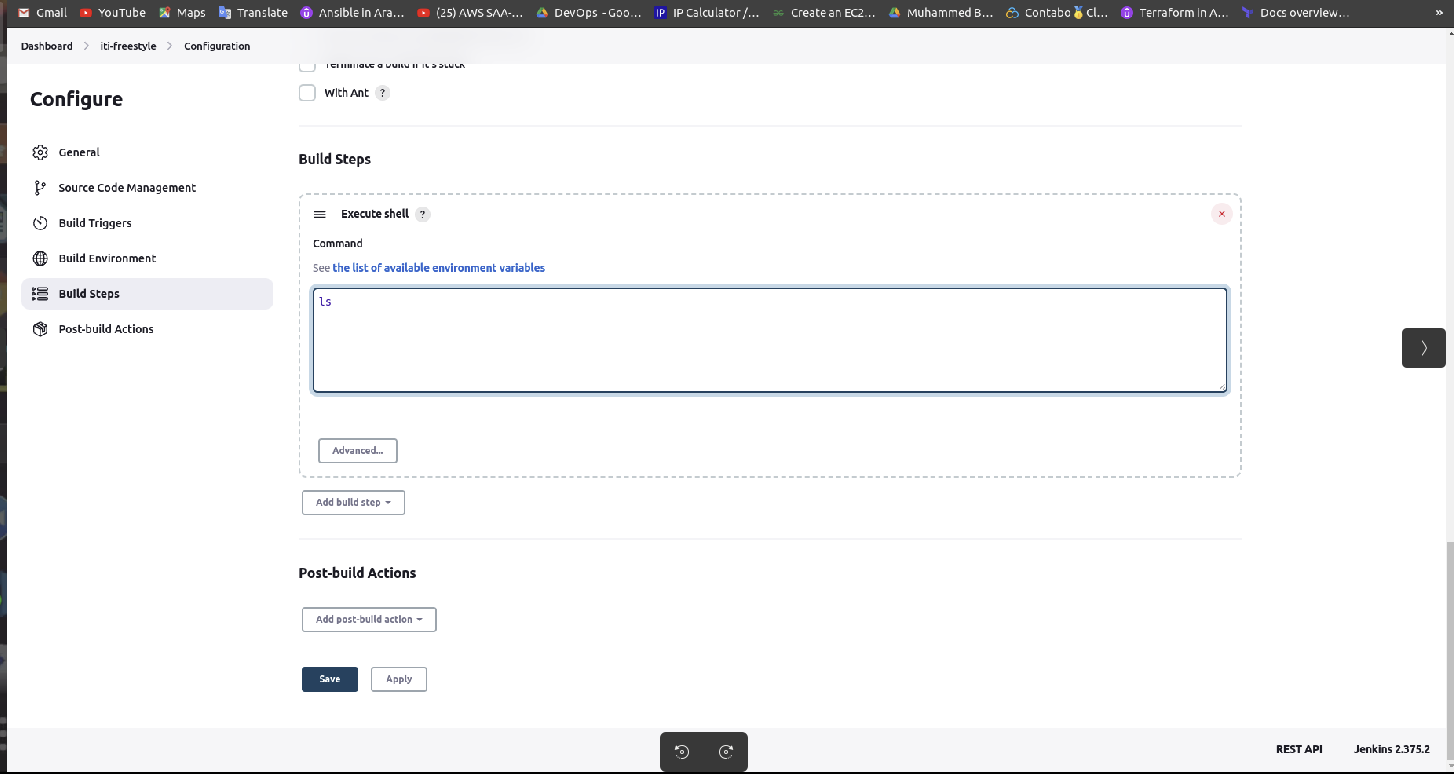 Gmail YouTube Maps Translate Ansible in Ara... (25) AWS SAA-... DevOps - Goo... IP Calculator /... Create an EC2... Muhammed B... Contabo🥇Cl... Terraform in A... Docs overview... »
Dashboard > iti-freestyle > Configuration
Configure
General
Source Code Management
Build Triggers
Build Environment
Build Steps
Post-build Actions
Terminate a build if it's stuck
With Ant ?
Build Steps
Execute shell ?
Command
See the list of available environment variables
ls
Advanced...
Add build step
Post-build Actions
Add post-build action
Save Apply
REST API Jenkins 2.375.2